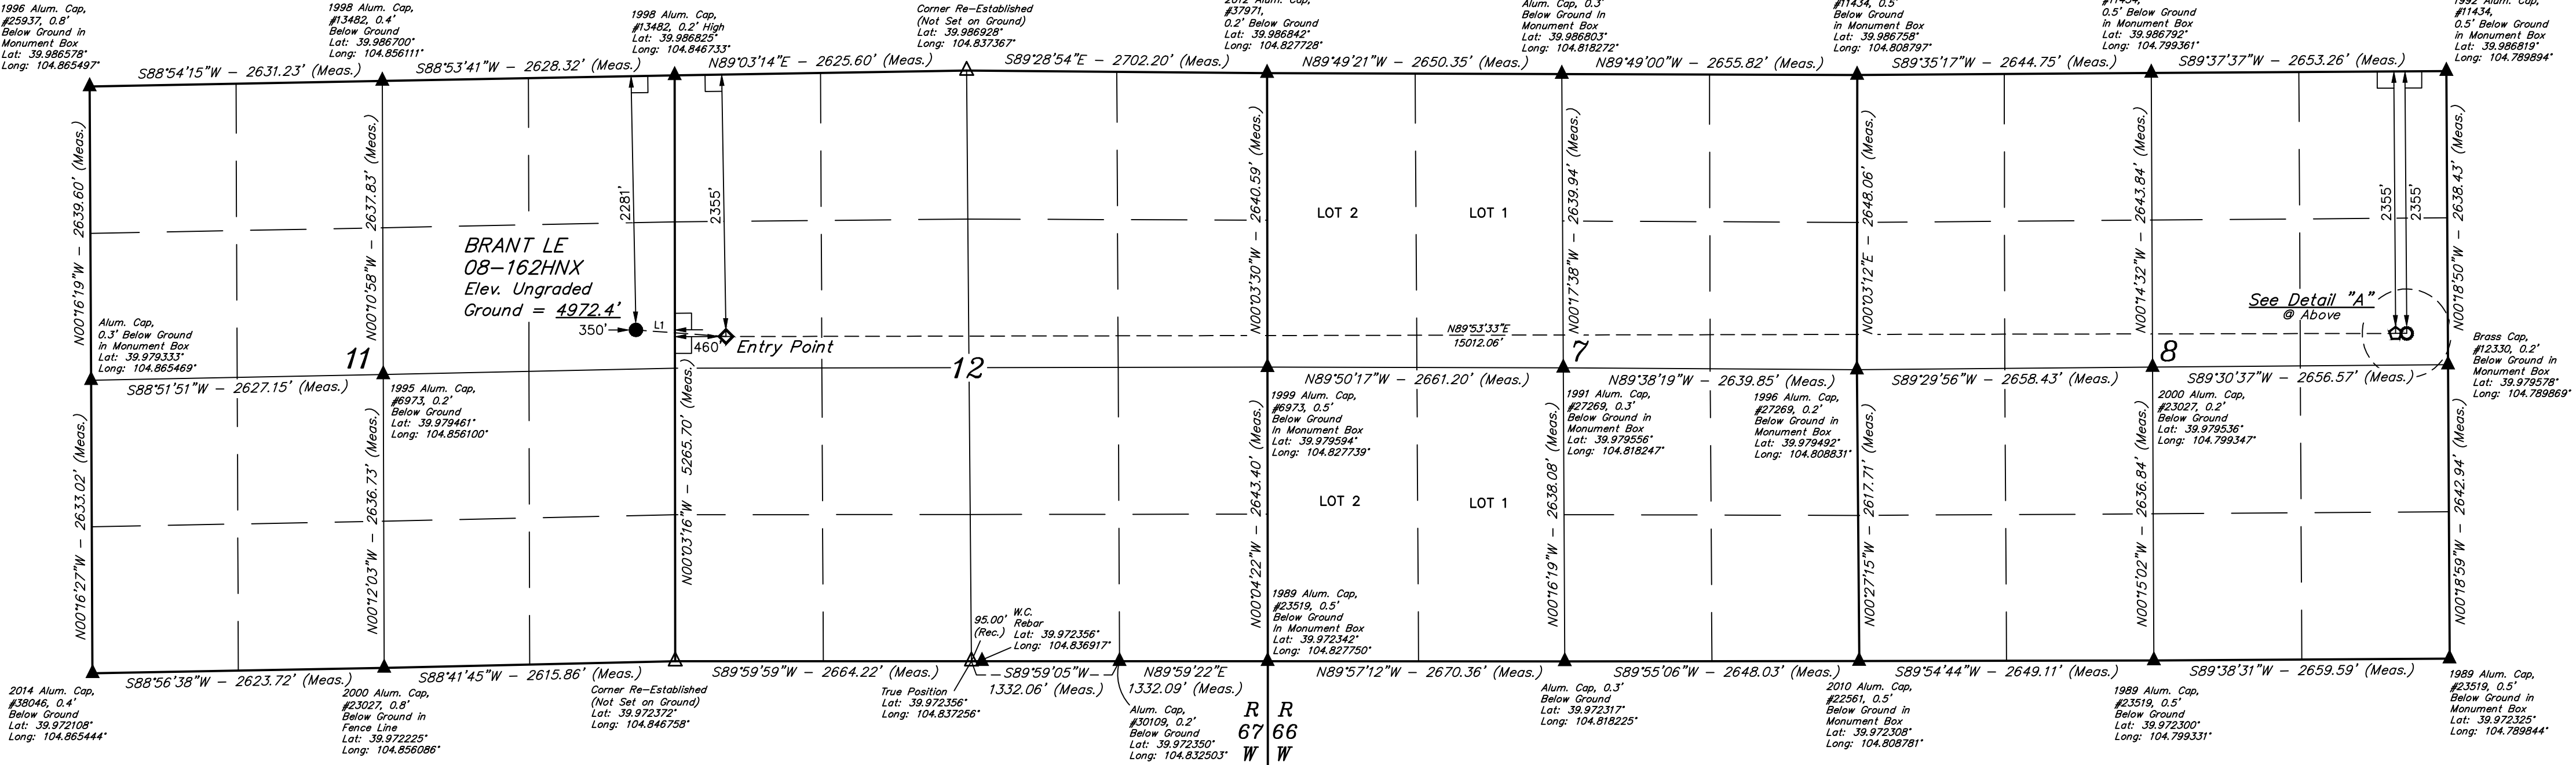 1996 Alum. Cap,
#25937, 0.8'
Below Ground in
Monument Box
Lat: 39.986578°
Long: 104.865497°
1998 Alum. Cap,
#13482, 0.4'
Below Ground
Lat: 39.986700°
Long: 104.856111°
1998 Alum. Cap,
#13482, 0.2' High
Lat: 39.986825°
Long: 104.846733°
Corner Re-Established
(Not Set on Ground)
Lat: 39.986928°
Long: 104.837367°
2012 Alum. Cap,
#37971,
0.2' Below Ground
Lat: 39.986842°
Long: 104.827728°
Alum. Cap, 0.3'
Below Ground In
Monument Box
Lat: 39.986803°
Long: 104.818272°
#11434, 0.5'
Below Ground
in Monument Box
Lat: 39.986758°
Long: 104.808797°
#11434,
0.5' Below Ground
in Monument Box
Lat: 39.986792°
Long: 104.799361°
1992 Alum. Cap,
#11434,
0.5' Below Ground
in Monument Box
Lat: 39.986819°
Long: 104.789894°
S88°54'15"W - 2631.23' (Meas.)
S88°53'41"W - 2628.32' (Meas.)
N89°03'14"E - 2625.60' (Meas.)
S89°28'54"E - 2702.20' (Meas.)
N89°49'21"W - 2650.35' (Meas.)
N89°49'00"W - 2655.82' (Meas.)
S89°35'17"W - 2644.75' (Meas.)
S89°37'37"W - 2653.26' (Meas.)
N00°16'19"W - 2639.60' (Meas.)
N00°10'58"W - 2637.83' (Meas.)
2281'
2355'
N00°03'30"W - 2640.59' (Meas.)
LOT 2
LOT 1
N00°17'38"W - 2639.94' (Meas.)
N00°03'12"E - 2648.06' (Meas.)
N00°14'32"W - 2643.84' (Meas.)
2355'
2355'
N00°18'50"W - 2638.43' (Meas.)
BRANT LE
08-162HNX
Elev. Ungraded
Ground = 4972.4'
350'
L1
460'
Entry Point
N89°53'33"E
15012.06'
See Detail "A"
@ Above
Alum. Cap,
0.3' Below Ground
in Monument Box
Lat: 39.979333°
Long: 104.865469°
11
12
7
8
Brass Cap,
#12330, 0.2'
Below Ground in
Monument Box
Lat: 39.979578°
Long: 104.789869°
S88°51'51"W - 2627.15' (Meas.)
N89°50'17"W - 2661.20' (Meas.)
N89°38'19"W - 2639.85' (Meas.)
S89°29'56"W - 2658.43' (Meas.)
S89°30'37"W - 2656.57' (Meas.)
1995 Alum. Cap,
#6973, 0.2'
Below Ground
Lat: 39.979461°
Long: 104.856100°
1999 Alum. Cap,
#6973, 0.5'
Below Ground
In Monument Box
Lat: 39.979594°
Long: 104.827739°
1991 Alum. Cap,
#27269, 0.3'
Below Ground in
Monument Box
Lat: 39.979556°
Long: 104.818247°
1996 Alum. Cap,
#27269, 0.2'
Below Ground in
Monument Box
Lat: 39.979492°
Long: 104.808831°
2000 Alum. Cap,
#23027, 0.2'
Below Ground
Lat: 39.979536°
Long: 104.799347°
N00°16'27"W - 2633.02' (Meas.)
N00°12'03"W - 2636.73' (Meas.)
N00°03'16"W - 5265.70' (Meas.)
N00°04'22"W - 2643.40' (Meas.)
LOT 2
LOT 1
N00°16'19"W - 2638.08' (Meas.)
N00°27'15"W - 2617.71' (Meas.)
N00°15'02"W - 2636.84' (Meas.)
N00°18'59"W - 2642.94' (Meas.)
95.00'
(Rec.)
W.C.
Rebar
Lat: 39.972356°
Long: 104.836917°
1989 Alum. Cap,
#23519, 0.5'
Below Ground
In Monument Box
Lat: 39.972342°
Long: 104.827750°
S88°56'38"W - 2623.72' (Meas.)
S88°41'45"W - 2615.86' (Meas.)
S89°59'59"W - 2664.22' (Meas.)
S89°59'05"W
1332.06' (Meas.)
N89°59'22"E
1332.09' (Meas.)
N89°57'12"W - 2670.36' (Meas.)
S89°55'06"W - 2648.03' (Meas.)
S89°54'44"W - 2649.11' (Meas.)
S89°38'31"W - 2659.59' (Meas.)
2014 Alum. Cap,
#38046, 0.4'
Below Ground
Lat: 39.972108°
Long: 104.865444°
2000 Alum. Cap,
#23027, 0.8'
Below Ground in
Fence Line
Lat: 39.972225°
Long: 104.856086°
Corner Re-Established
(Not Set on Ground)
Lat: 39.972372°
Long: 104.846758°
True Position
Lat: 39.972356°
Long: 104.837256°
Alum. Cap,
#30109, 0.2'
Below Ground
Lat: 39.972350°
Long: 104.832503°
R R
67 66
W W
Alum. Cap, 0.3'
Below Ground
Lat: 39.972317°
Long: 104.818225°
2010 Alum. Cap,
#22561, 0.5'
Below Ground in
Monument Box
Lat: 39.972308°
Long: 104.808781°
1989 Alum. Cap,
#23519, 0.5'
Below Ground
Lat: 39.972300°
Long: 104.799331°
1989 Alum. Cap,
#23519, 0.5'
Below Ground in
Monument Box
Lat: 39.972325°
Long: 104.789844°